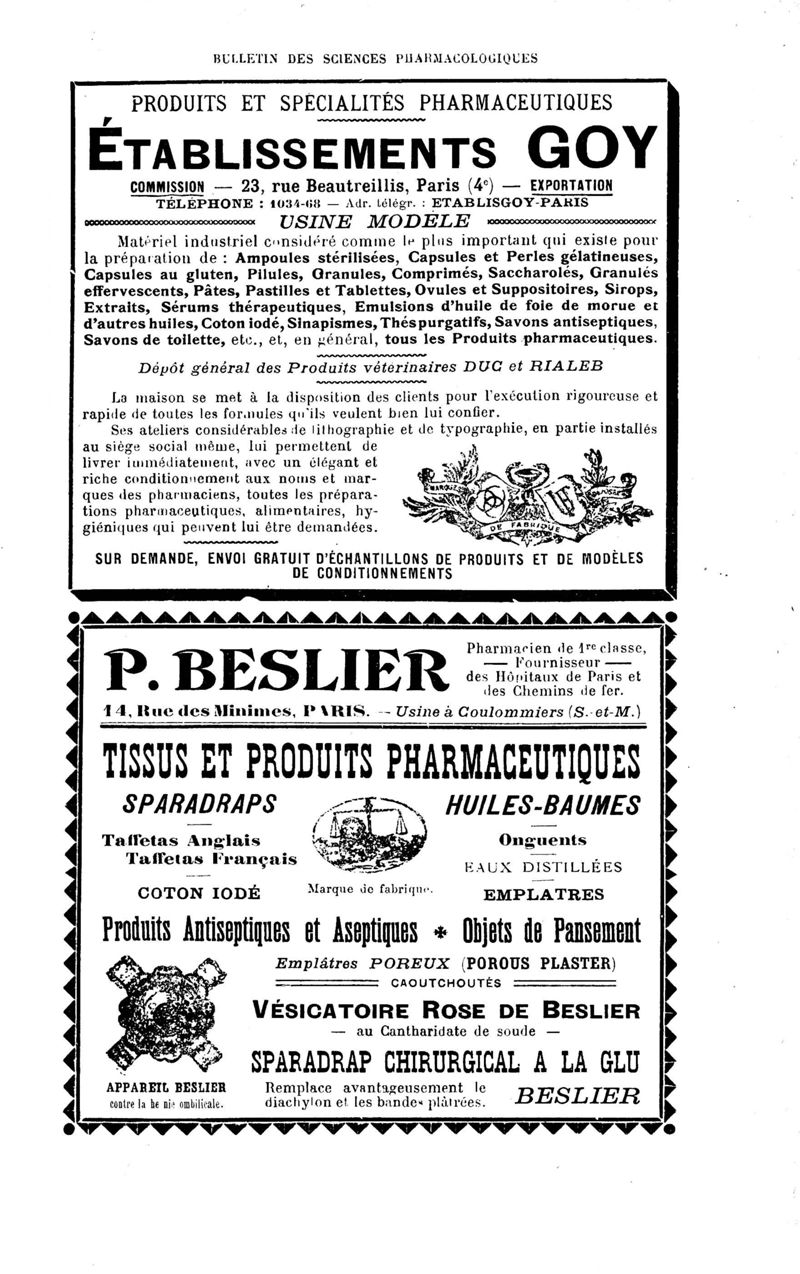 BULLETIN DES SCIENCES PHARMACOLOGIQUES
PRODUITS ET SPÉCIALITÉS PHARMACEUTIQUES
ÉTABLISSEMENTS GOY
COMMISSION — 23, rue Beautreillis, Paris (4e) — EXPORTATION
TÉLÉPHONE : 1034-68 — Adr. télégr. : ETABLISGOY-PARIS
USINE MODÈLE
Matériel industriel considéré comme le plus important qui existe pour
la préparation de : Ampoules stérilisées, Capsules et Perles gélatineuses,
Capsules au gluten, Pilules, Granules, Comprimés, Saccharolés, Granulés
effervescents, Pâtes, Pastilles et Tablettes, Ovules et Suppositoires, Sirops,
Extraits, Sérums thérapeutiques, Emulsions d'huile de foie de morue et
d'autres huiles, Coton iodé, Sinapismes, Thés purgatifs, Savons antiseptiques,
Savons de toilette, etc., et, en général, tous les Produits pharmaceutiques.
Dépôt général des Produits vétérinaires DUC et RIALEB
La maison se met à la disposition des clients pour l'exécution rigoureuse et
rapide de toutes les formules qu'ils veulent bien lui confier.
Ses ateliers considérables de lithographie et de typographie, en partie installés
au siège social même, lui permettent de
livrer immédiatement, avec un élégant et
riche conditionnement aux noms et mar-
ques des pharmaciens, toutes les prépara-
tions pharmaceutiques, alimentaires, hy-
giéniques qui peuvent lui être demandées.
MARQUES
DE FABRIQUE
DÉPOSÉES
SUR DEMANDE, ENVOI GRATUIT D'ÉCHANTILLONS DE PRODUITS ET DE MODÈLES
DE CONDITIONNEMENTS
P. BESLIER
Pharmacien de 1re classe,
— Fournisseur —
des Hôpitaux de Paris et
des Chemins de fer.
14, Rue des Minimes, PARIS. — Usine à Coulommiers (S.-et-M.)
TISSUS ET PRODUITS PHARMACEUTIQUES
SPARADRAPS
HUILES-BAUMES
Taffetas Anglais
Taffetas Français
COTON IODÉ
Marque de fabrique.
Onguents
EAUX DISTILLÉES
EMPLATRES
Produits Antiseptiques et Aseptiques ✠ Objets de Pansement
Emplâtres POREUX (POROUS PLASTER)
CAOUTCHOUTÉS
VÉSICATOIRE ROSE DE BESLIER
— au Cantharidate de soude —
SPARADRAP CHIRURGICAL A LA GLU
APPAREIL BESLIER
contre la hernie ombilicale.
Remplace avantageusement le
diachylon et les bandes plâtrées.
BESLIER